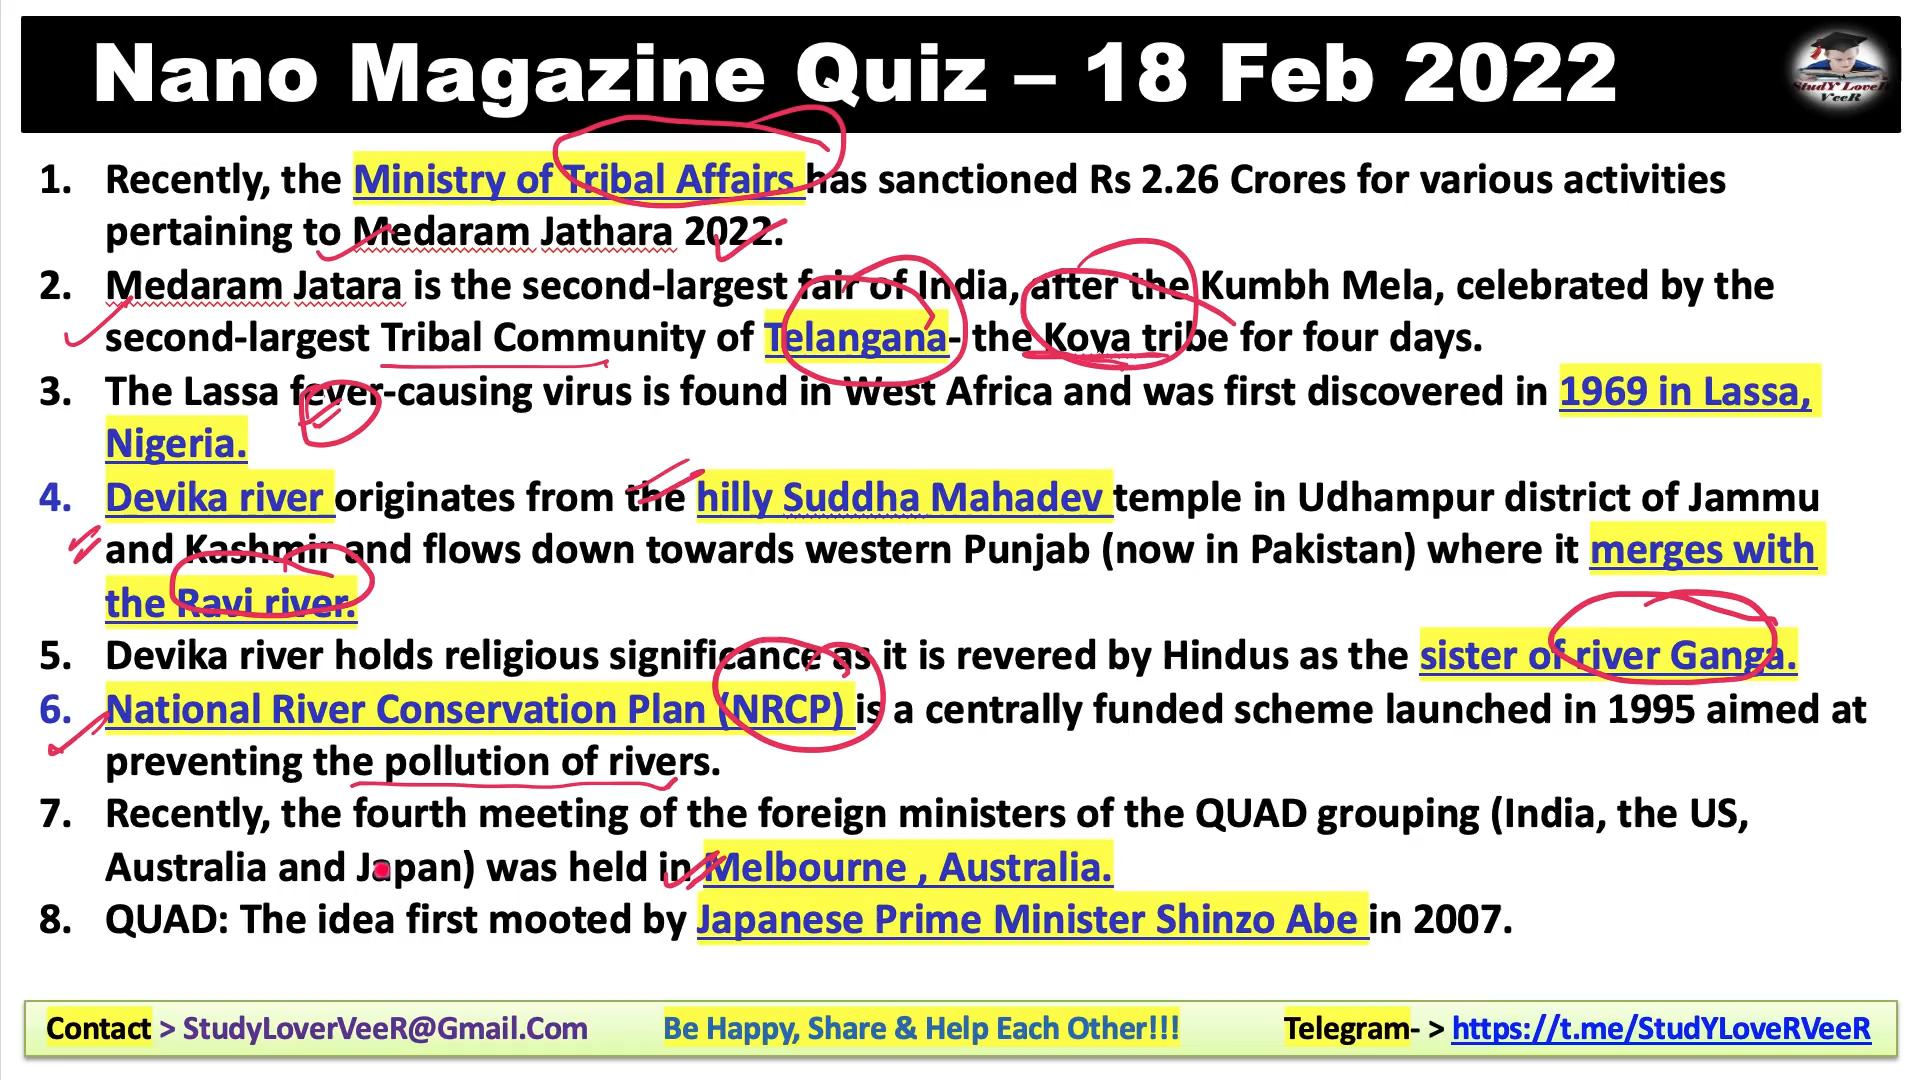 Nano Magazine Quiz – 18 Feb 2022
StudY LoveR
VeeR
1. Recently, the Ministry of Tribal Affairs has sanctioned Rs 2.26 Crores for various activities
pertaining to Medaram Jathara 2022.
2. Medaram Jatara is the second-largest fair of India, after the Kumbh Mela, celebrated by the
second-largest Tribal Community of Telangana- the Koya tribe for four days.
3. The Lassa fever-causing virus is found in West Africa and was first discovered in 1969 in Lassa,
Nigeria.
4. Devika river originates from the hilly Suddha Mahadev temple in Udhampur district of Jammu
and Kashmir and flows down towards western Punjab (now in Pakistan) where it merges with
the Ravi river.
5. Devika river holds religious significance as it is revered by Hindus as the sister of river Ganga.
6. National River Conservation Plan (NRCP) is a centrally funded scheme launched in 1995 aimed at
preventing the pollution of rivers.
7. Recently, the fourth meeting of the foreign ministers of the QUAD grouping (India, the US,
Australia and Japan) was held in Melbourne , Australia.
8. QUAD: The idea first mooted by Japanese Prime Minister Shinzo Abe in 2007.
Contact > StudyLoverVeeR@Gmail.Com Be Happy, Share & Help Each Other!!! Telegram- > https://t.me/StudYLoveRVeeR